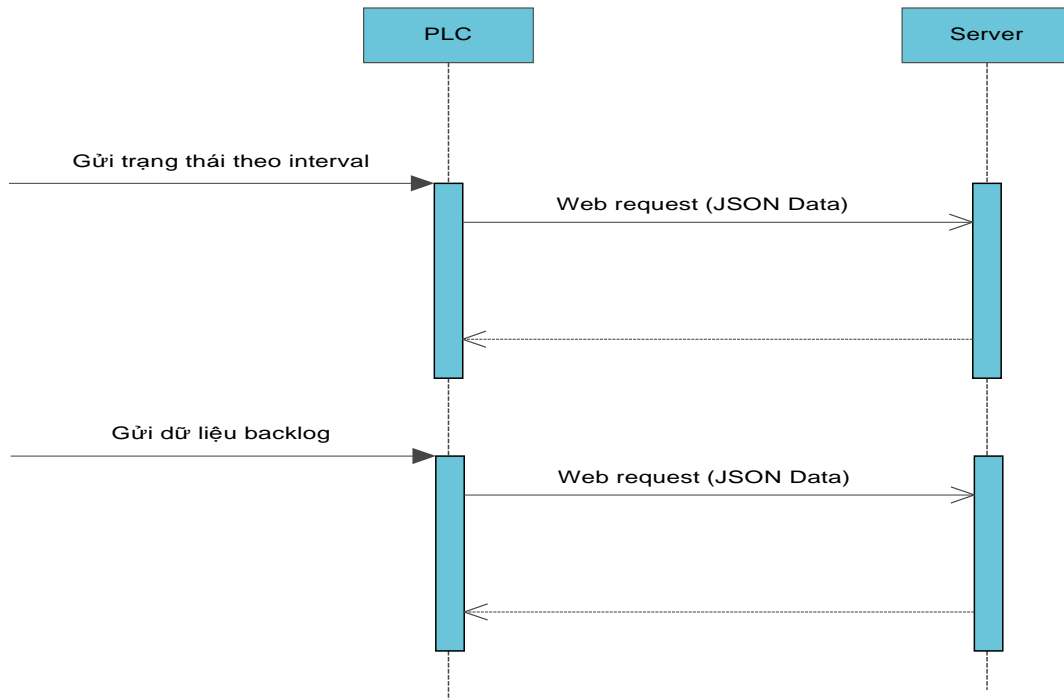 PLC
Server
Gửi trạng thái theo interval
Web request (JSON Data)
Gửi dữ liệu backlog
Web request (JSON Data)